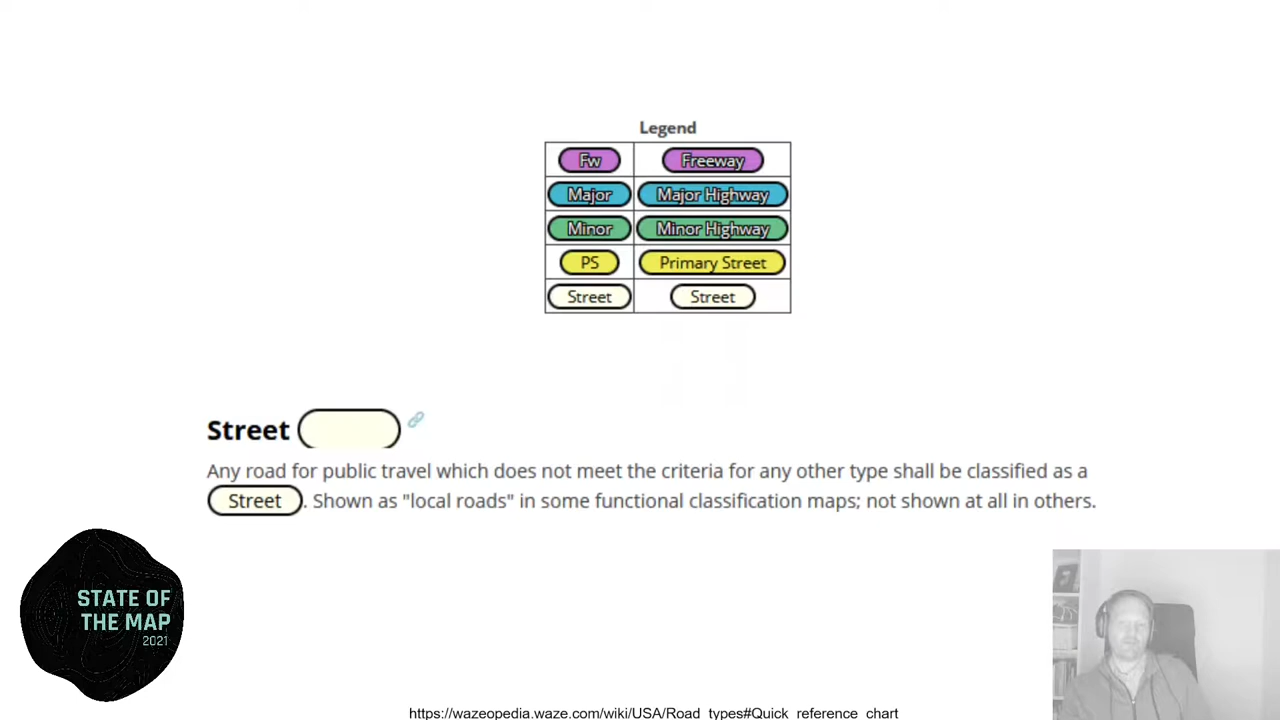 Legend
Fw Freeway
Major Major Highway
Minor Minor Highway
PS Primary Street
Street Street
Street
Any road for public travel which does not meet the criteria for any other type shall be classified as a
Street. Shown as "local roads" in some functional classification maps; not shown at all in others.
STATE OF
THE MAP
2021
https://wazeopedia.waze.com/wiki/USA/Road_types#Quick_reference_chart